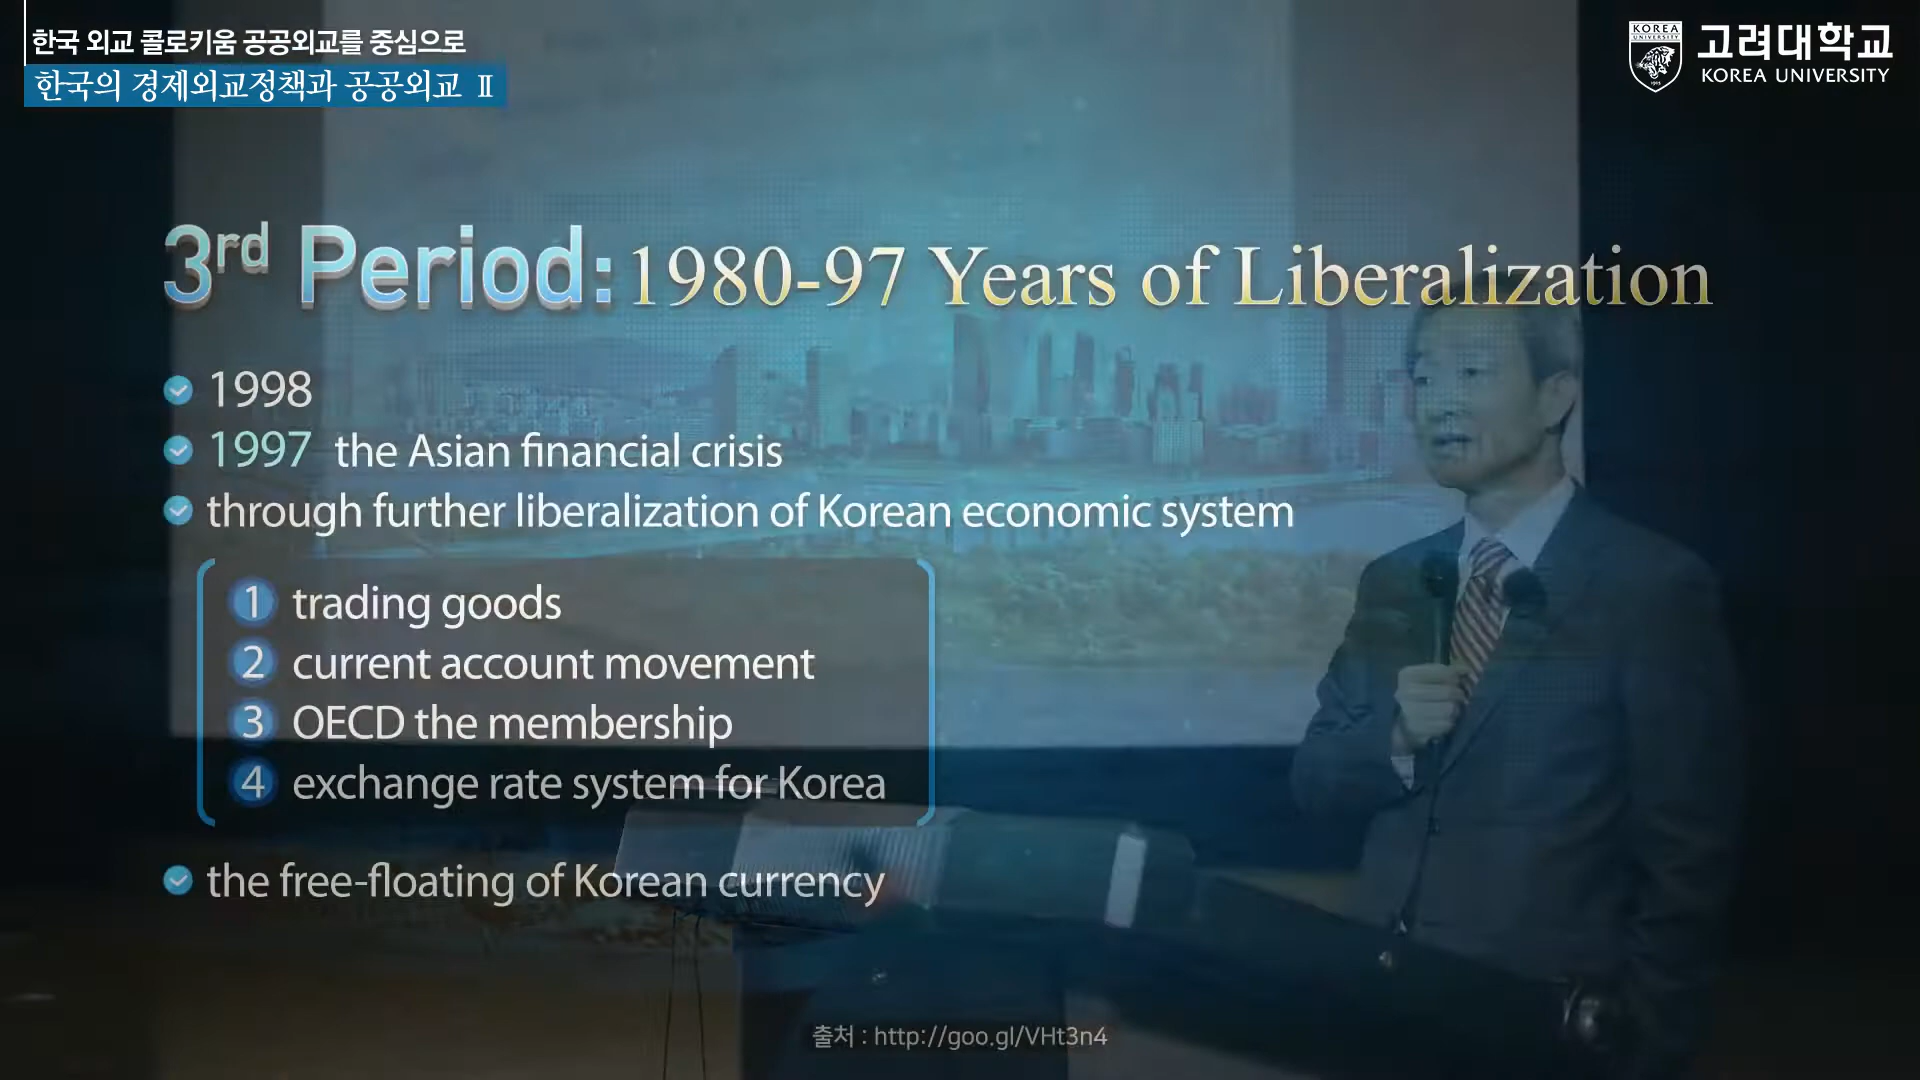 한국 외교 콜로키움 공공외교를 중심으로
한국의 경제외교정책과 공공외교 Ⅱ
KOREA
UNIVERSITY
고려대학교
KOREA UNIVERSITY
3rd Period: 1980-97 Years of Liberalization
1998
1997 the Asian financial crisis
through further liberalization of Korean economic system
1 trading goods
2 current account movement
3 OECD the membership
4 exchange rate system for Korea
the free-floating of Korean currency
출처 : http://goo.gl/VHt3n4